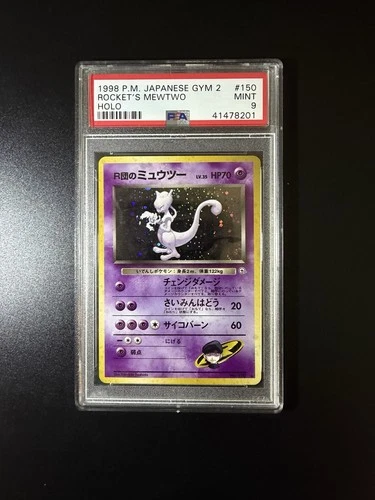 1998 P.M. JAPANESE GYM 2 #150
ROCKET'S MEWTWO MINT
HOLO 9
PSA 41478201
R団のミュウツー LV.35 HP70
いでんしポケモン：身長2m、体重122kg
チェンジダメージ
さいみんはどう 20
サイコバーン 60
にげる
弱点